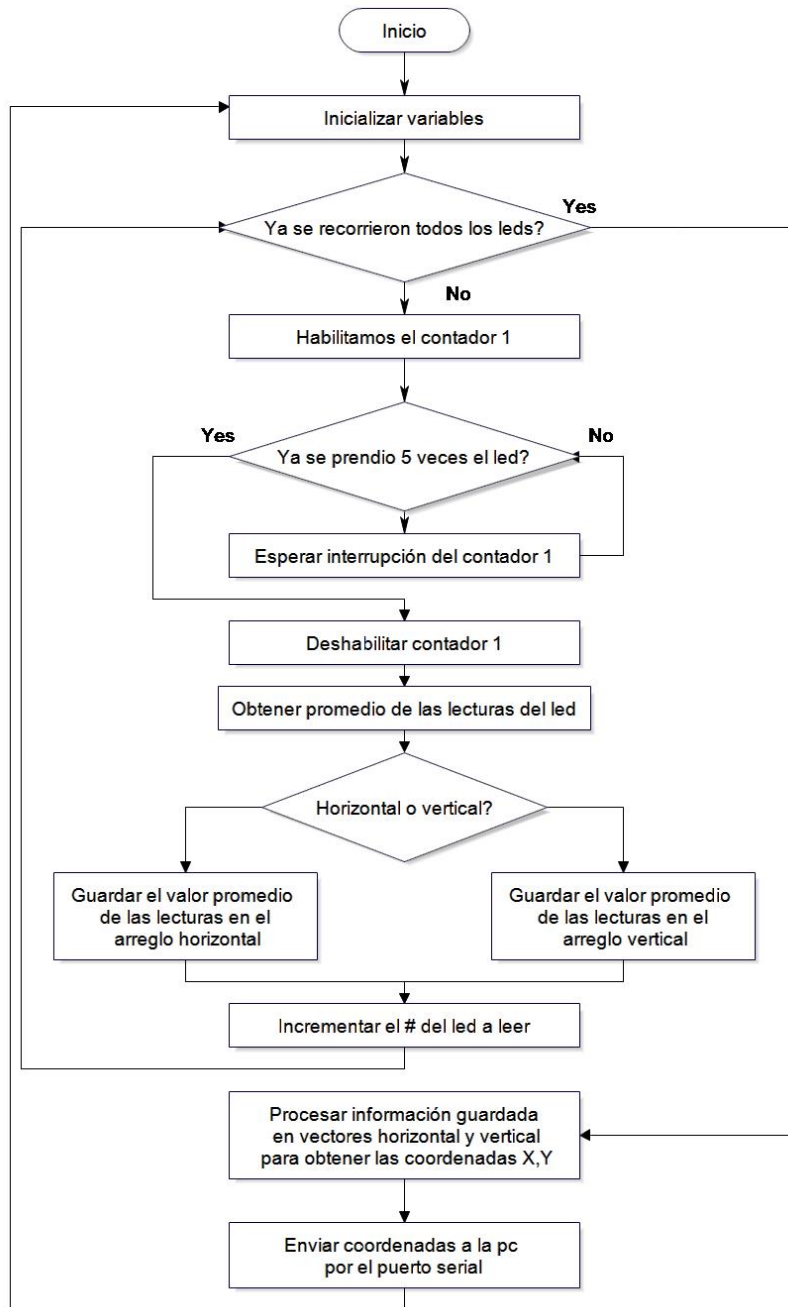 Inicio
Inicializar variables
Yes
Ya se recorrieron todos los leds?
No
Habilitamos el contador 1
Yes
No
Ya se prendio 5 veces el led?
Esperar interrupción del contador 1
Deshabilitar contador 1
Obtener promedio de las lecturas del led
Horizontal o vertical?
Guardar el valor promedio
de las lecturas en el
arreglo horizontal
Guardar el valor promedio
de las lecturas en el
arreglo vertical
Incrementar el # del led a leer
Procesar información guardada
en vectores horizontal y vertical
para obtener las coordenadas X,Y
Enviar coordenadas a la pc
por el puerto serial